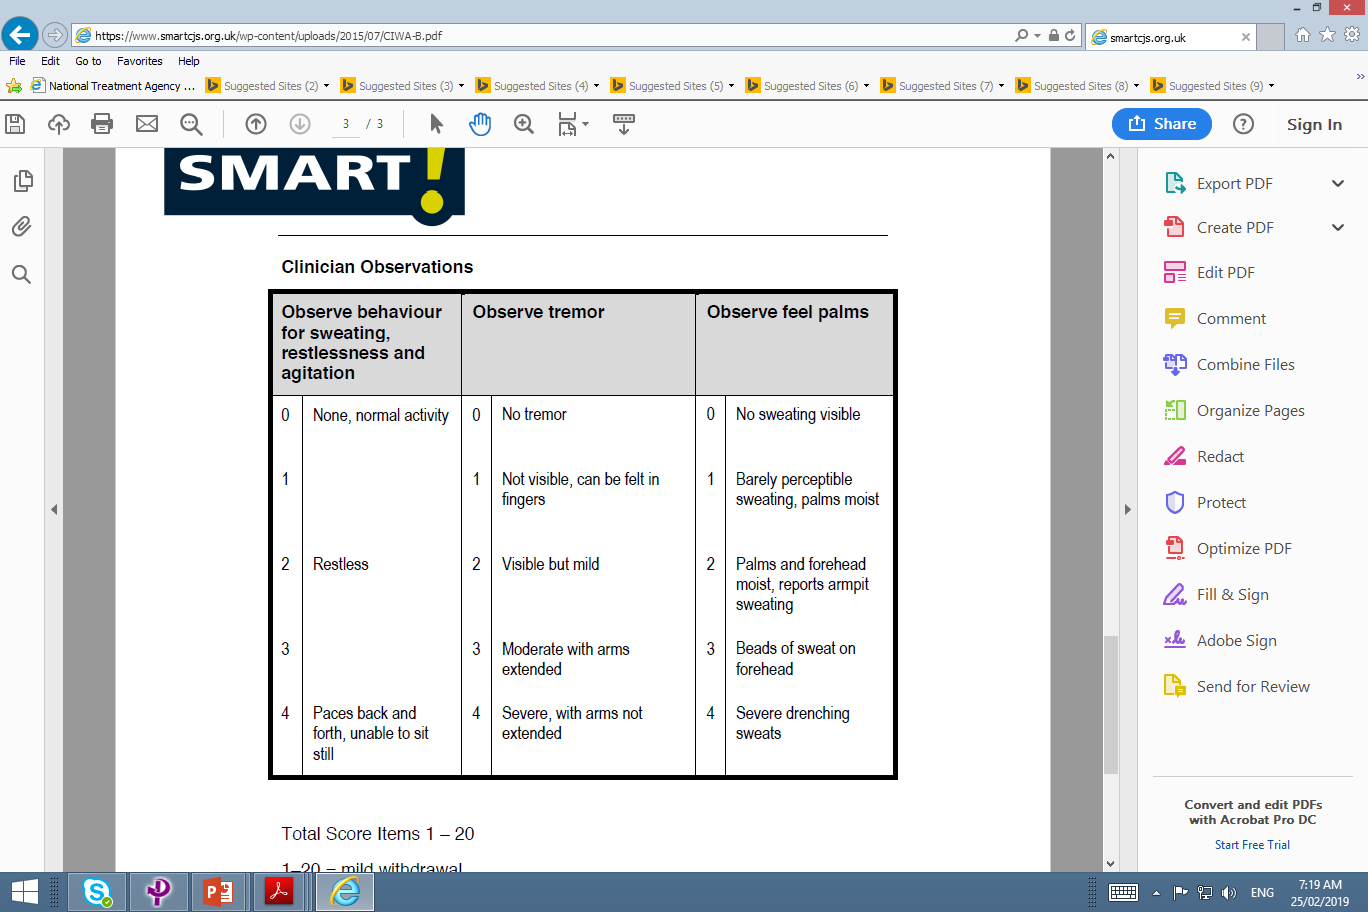 https://www.smartcjs.org.uk/wp-content/uploads/2015/07/CIWA-B.pdf
smartcjs.org.uk
File Edit Go to Favorites Help
National Treatment Agency ... Suggested Sites (2) Suggested Sites (3) Suggested Sites (4) Suggested Sites (5) Suggested Sites (6) Suggested Sites (7) Suggested Sites (8) Suggested Sites (9)
3 / 3
Share
Sign In
SMART!
Clinician Observations
Observe behaviour
for sweating,
restlessness and
agitation
Observe tremor
Observe feel palms
0 None, normal activity
0 No tremor
0 No sweating visible
1
1 Not visible, can be felt in
fingers
1 Barely perceptible
sweating, palms moist
2 Restless
2 Visible but mild
2 Palms and forehead
moist, reports armpit
sweating
3
3 Moderate with arms
extended
3 Beads of sweat on
forehead
4 Paces back and
forth, unable to sit
still
4 Severe, with arms not
extended
4 Severe drenching
sweats
Total Score Items 1 – 20
1–20 = mild withdrawal
Export PDF
Create PDF
Edit PDF
Comment
Combine Files
Organize Pages
Redact
Protect
Optimize PDF
Fill & Sign
Adobe Sign
Send for Review
Convert and edit PDFs
with Acrobat Pro DC
Start Free Trial
ENG
7:19 AM
25/02/2019